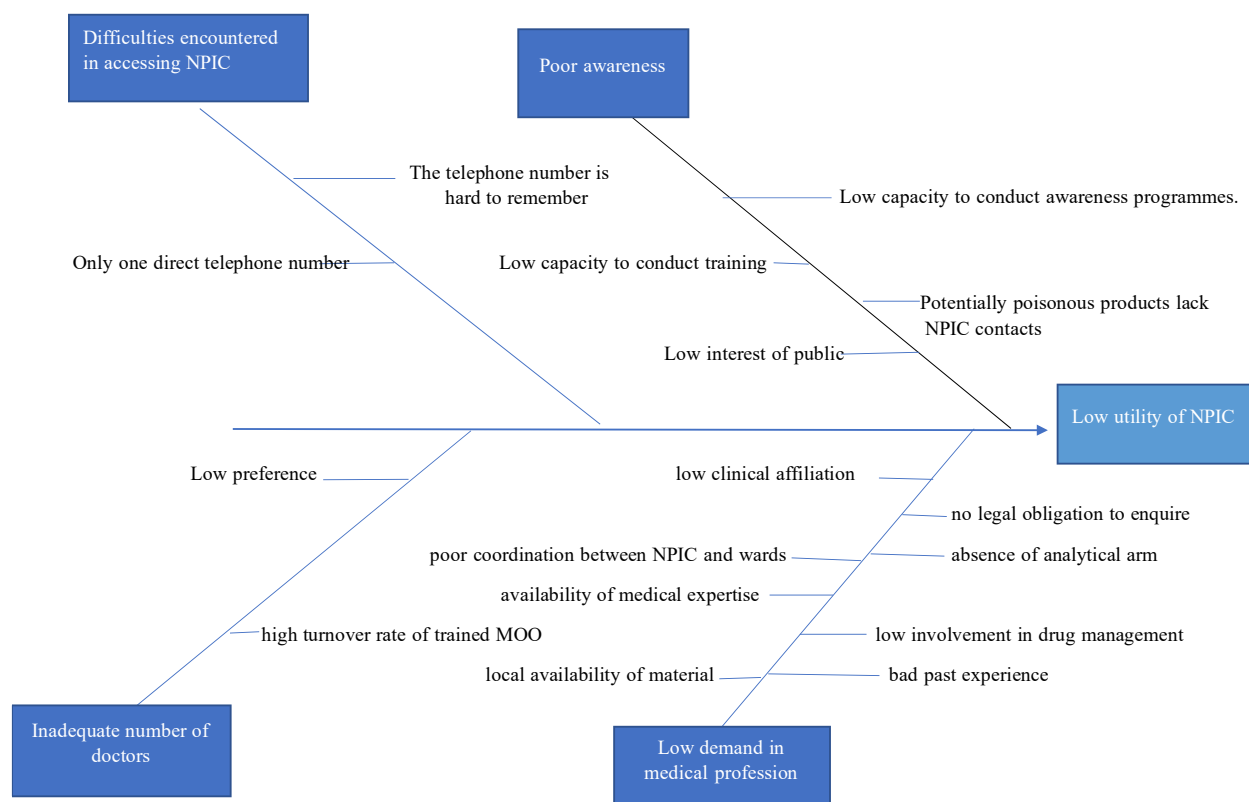 Difficulties encountered
in accessing NPIC
Poor awareness
The telephone number is
hard to remember
Low capacity to conduct awareness programmes.
Only one direct telephone number
Low capacity to conduct training
Potentially poisonous products lack
NPIC contacts
Low interest of public
Low utility of NPIC
Low preference
low clinical affiliation
no legal obligation to enquire
poor coordination between NPIC and wards
absence of analytical arm
availability of medical expertise
high turnover rate of trained MOO
low involvement in drug management
local availability of material
bad past experience
Inadequate number of
doctors
Low demand in
medical profession